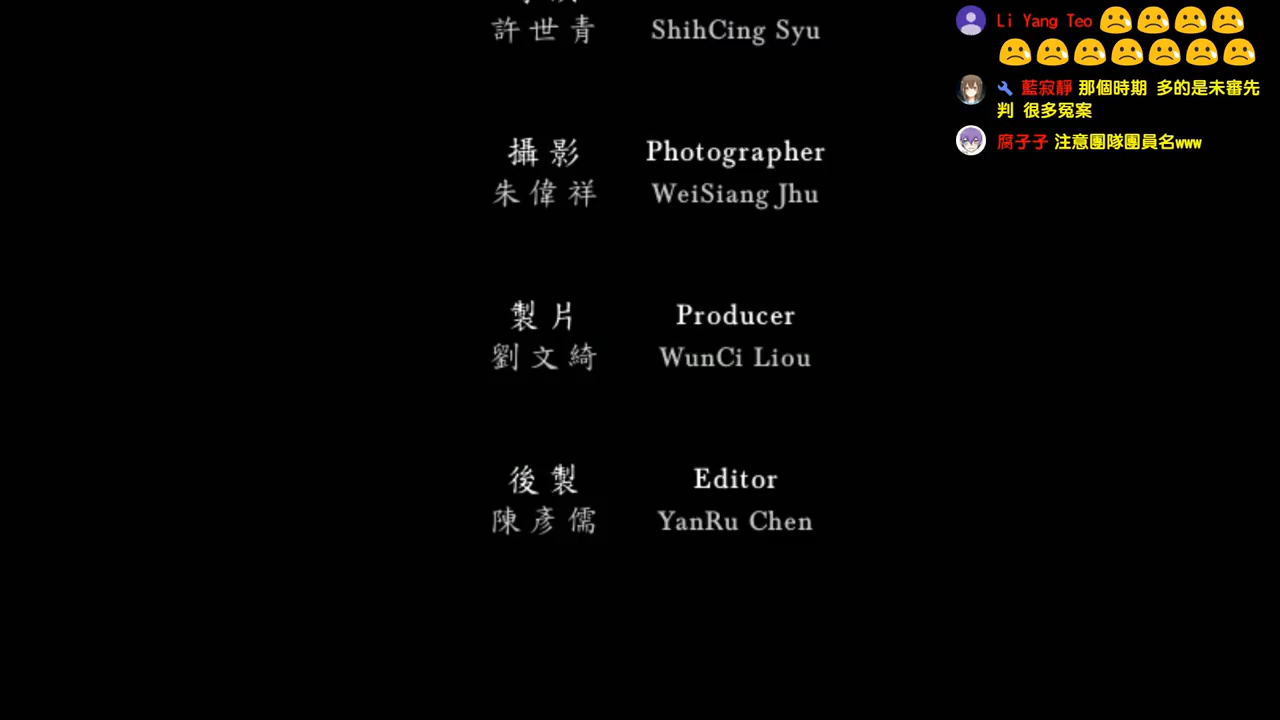 許世青 ShihCing Syu
攝影 Photographer
朱偉祥 WeiSiang Jhu
製片 Producer
劉文綺 WunCi Liou
後製 Editor
陳彥儒 YanRu Chen
Li Yang Teo
藍寂靜 那個時期 多的是未審先
判 很多冤案
腐子子 注意團隊團員名www